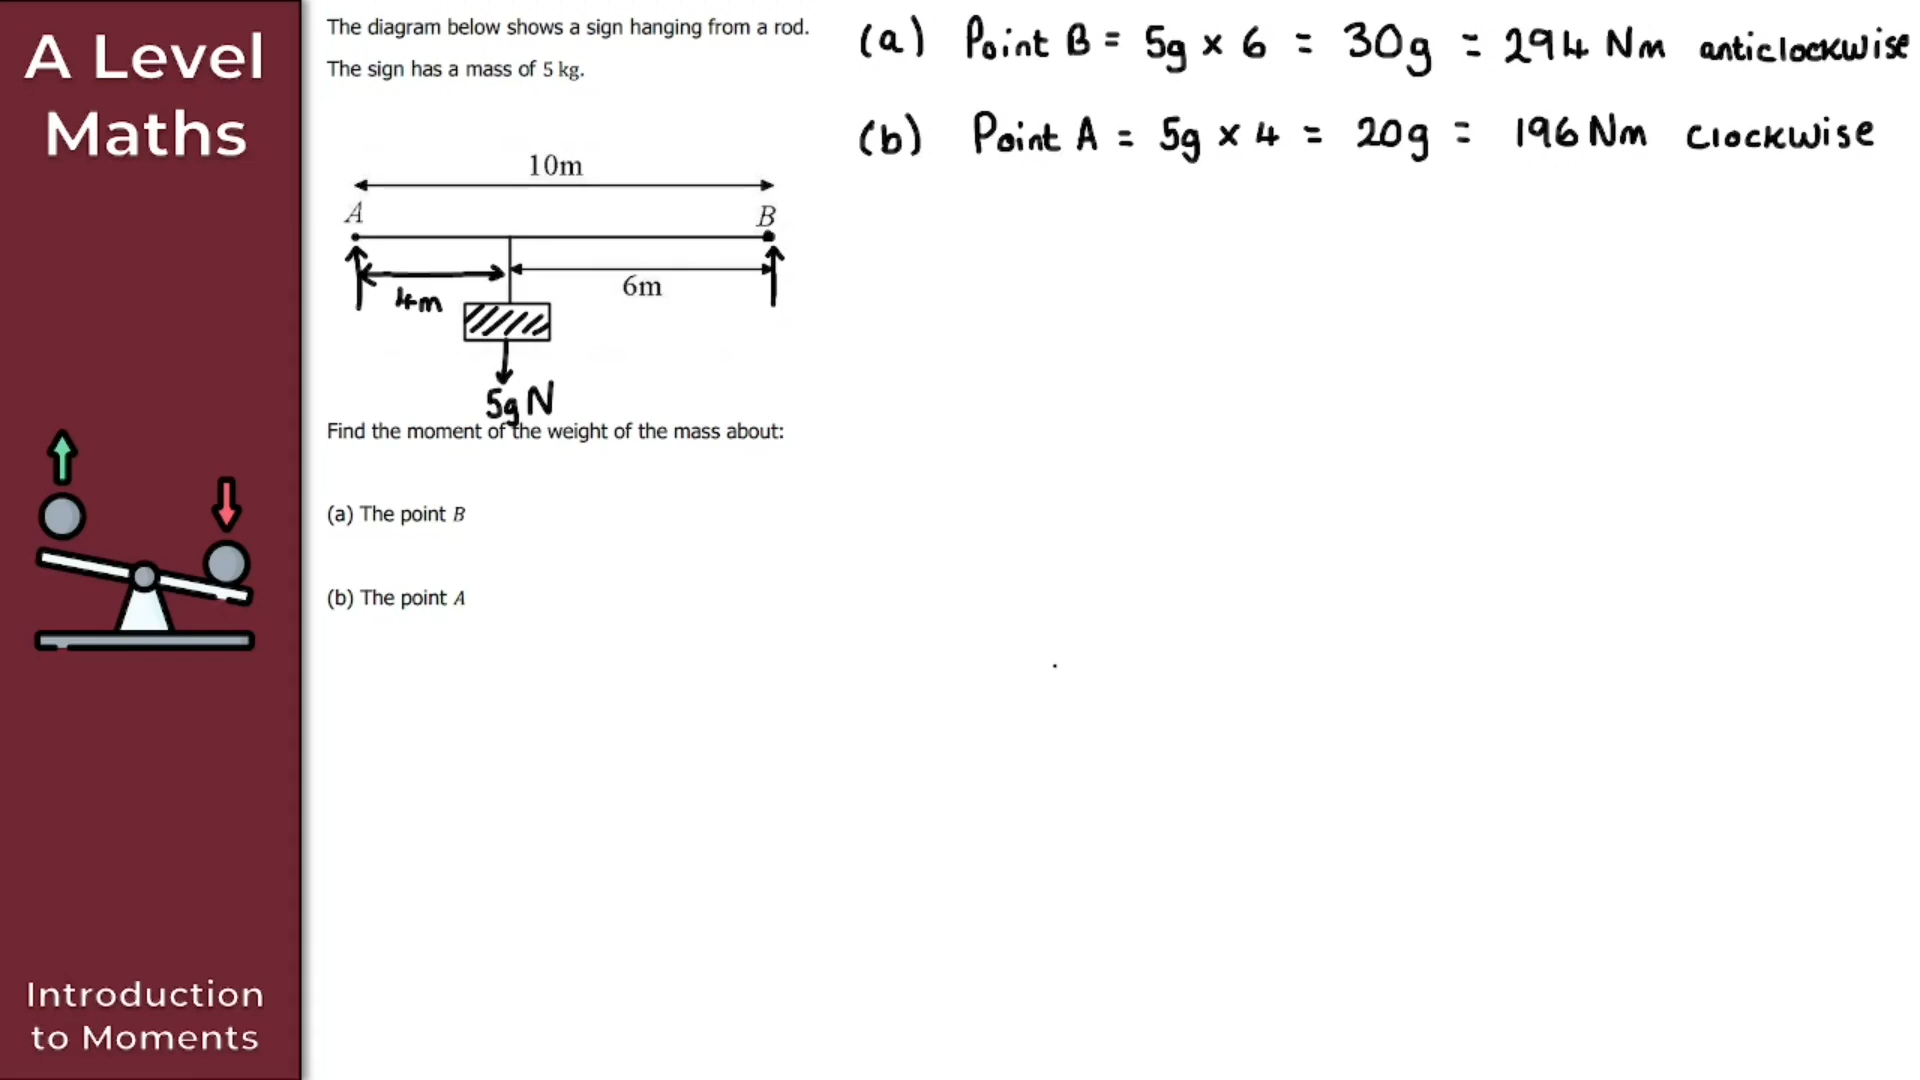 A Level
Maths
The diagram below shows a sign hanging from a rod.
The sign has a mass of 5 kg.
10m
A
B
4m
6m
5g N
Find the moment of the weight of the mass about:
(a) The point B
(b) The point A
(a) Point B = 5g × 6 = 30g = 294 Nm anticlockwise
(b) Point A = 5g × 4 = 20g = 196 Nm clockwise
Introduction
to Moments